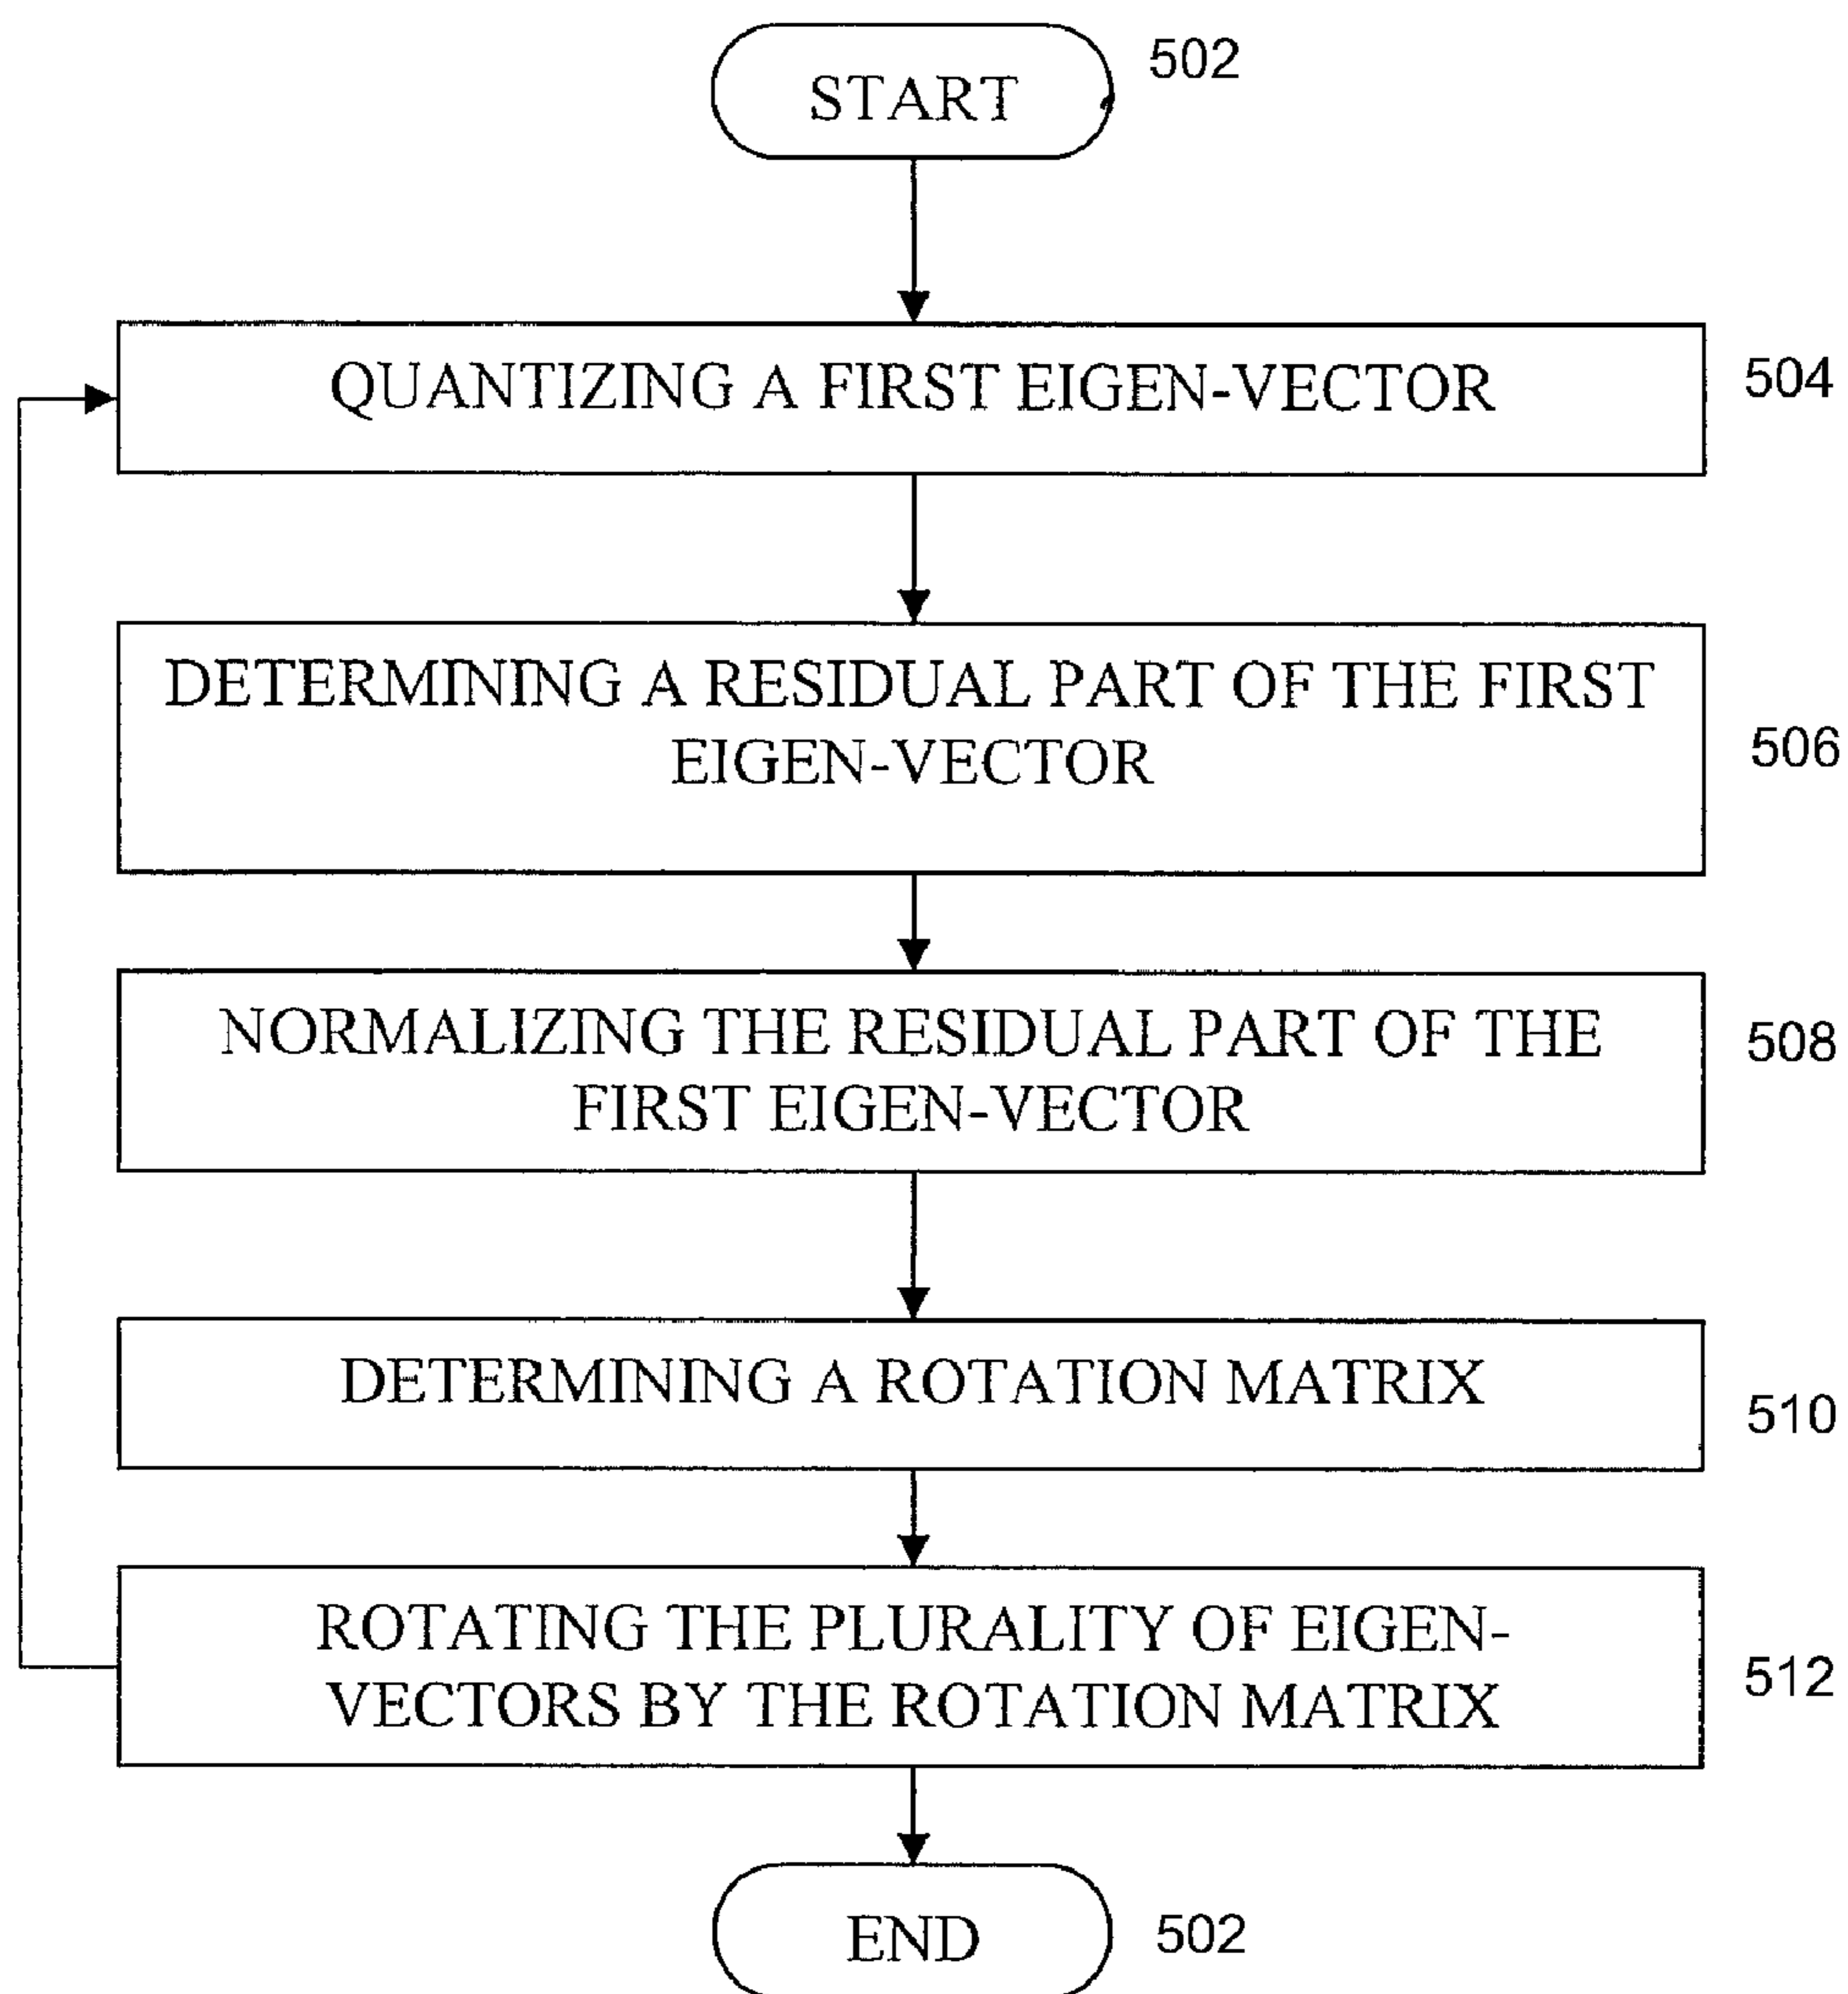 START
502
QUANTIZING A FIRST EIGEN-VECTOR
504
DETERMINING A RESIDUAL PART OF THE FIRST
EIGEN-VECTOR
506
NORMALIZING THE RESIDUAL PART OF THE
FIRST EIGEN-VECTOR
508
DETERMINING A ROTATION MATRIX
510
ROTATING THE PLURALITY OF EIGEN-
VECTORS BY THE ROTATION MATRIX
512
END
502